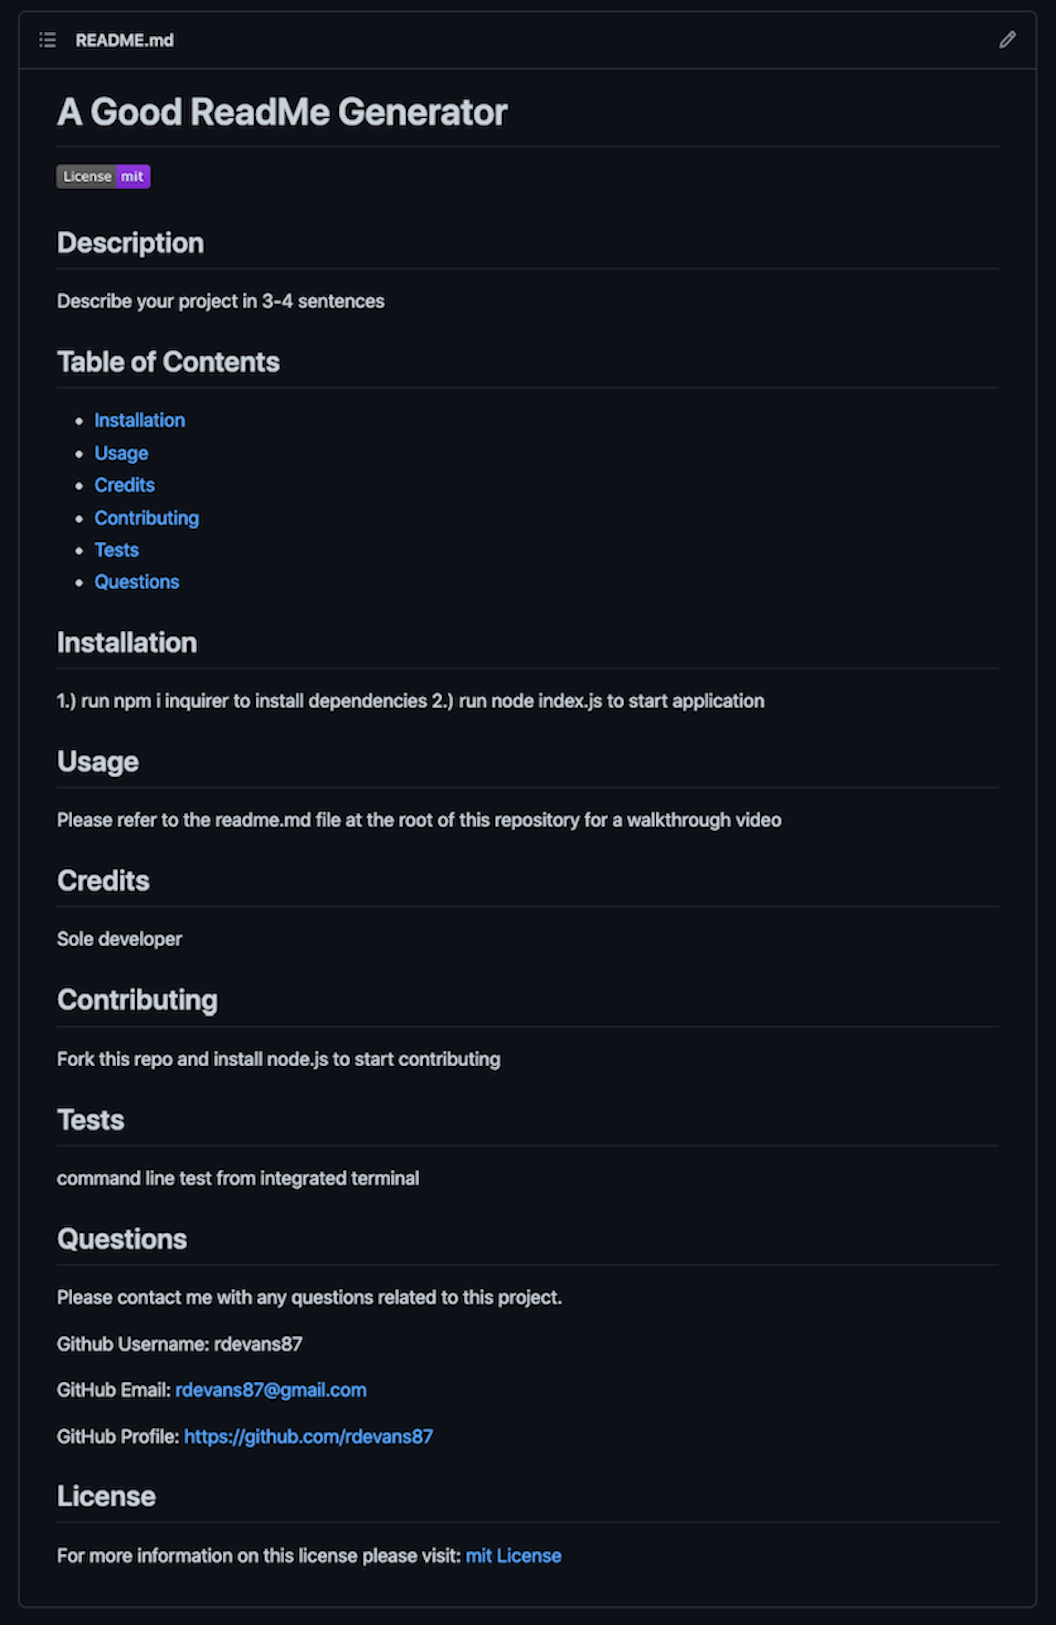 README.md
A Good ReadMe Generator
License mit
Description
Describe your project in 3-4 sentences
Table of Contents
Installation
Usage
Credits
Contributing
Tests
Questions
Installation
1.) run npm i inquirer to install dependencies 2.) run node index.js to start application
Usage
Please refer to the readme.md file at the root of this repository for a walkthrough video
Credits
Sole developer
Contributing
Fork this repo and install node.js to start contributing
Tests
command line test from integrated terminal
Questions
Please contact me with any questions related to this project.
Github Username: rdevans87
GitHub Email: rdevans87@gmail.com
GitHub Profile: https://github.com/rdevans87
License
For more information on this license please visit: mit License